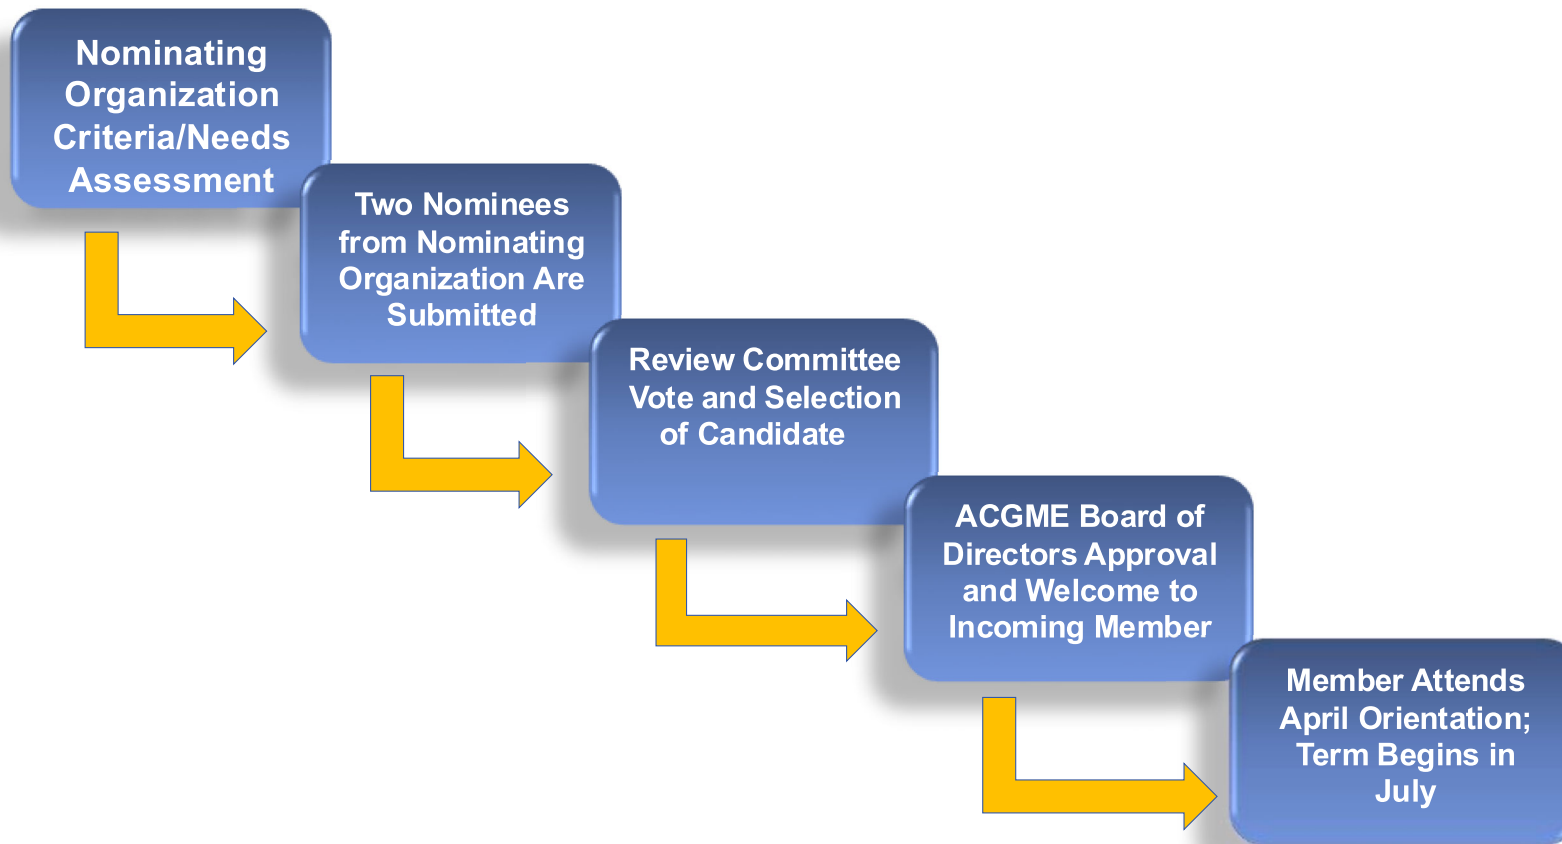 Nominating
Organization
Criteria/Needs
Assessment
Two Nominees
from Nominating
Organization Are
Submitted
Review Committee
Vote and Selection
of Candidate
ACGME Board of
Directors Approval
and Welcome to
Incoming Member
Member Attends
April Orientation;
Term Begins in
July